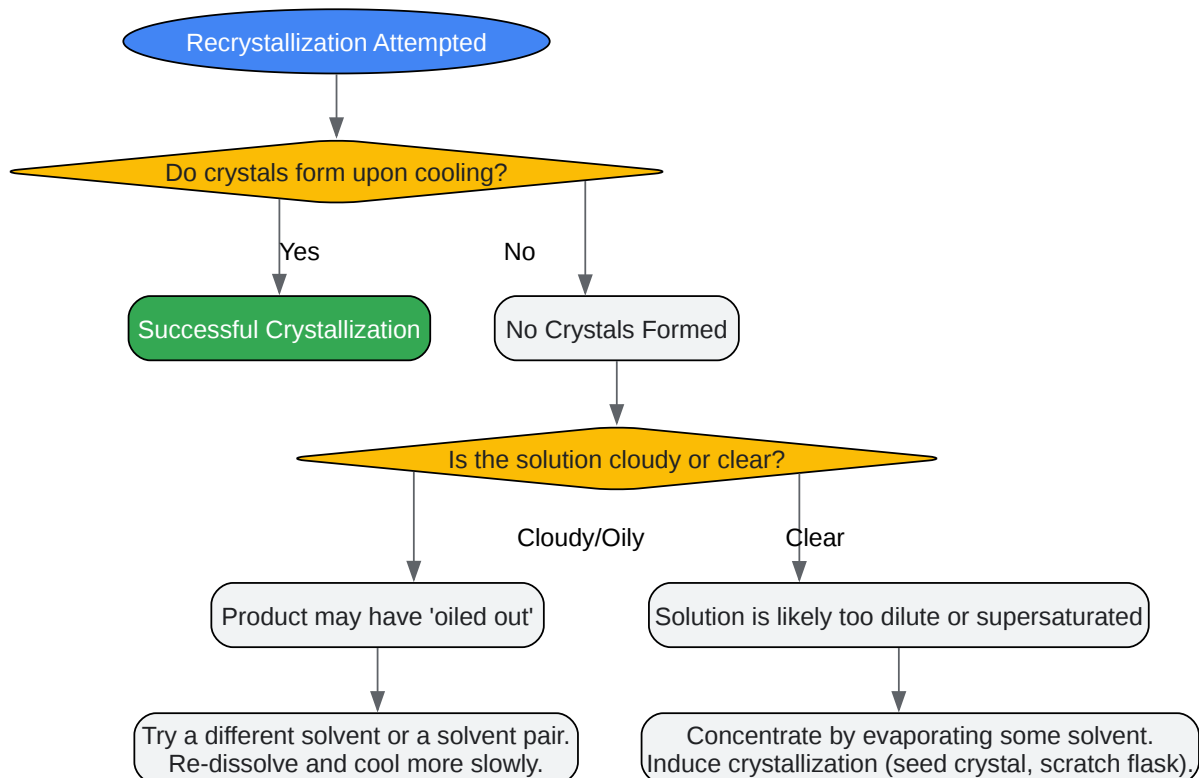 Recrystallization Attempted
Do crystals form upon cooling?
Yes
No
Successful Crystallization
No Crystals Formed
Is the solution cloudy or clear?
Cloudy/Oily
Clear
Product may have 'oiled out'
Solution is likely too dilute or supersaturated
Try a different solvent or a solvent pair.
Re-dissolve and cool more slowly.
Concentrate by evaporating some solvent.
Induce crystallization (seed crystal, scratch flask).